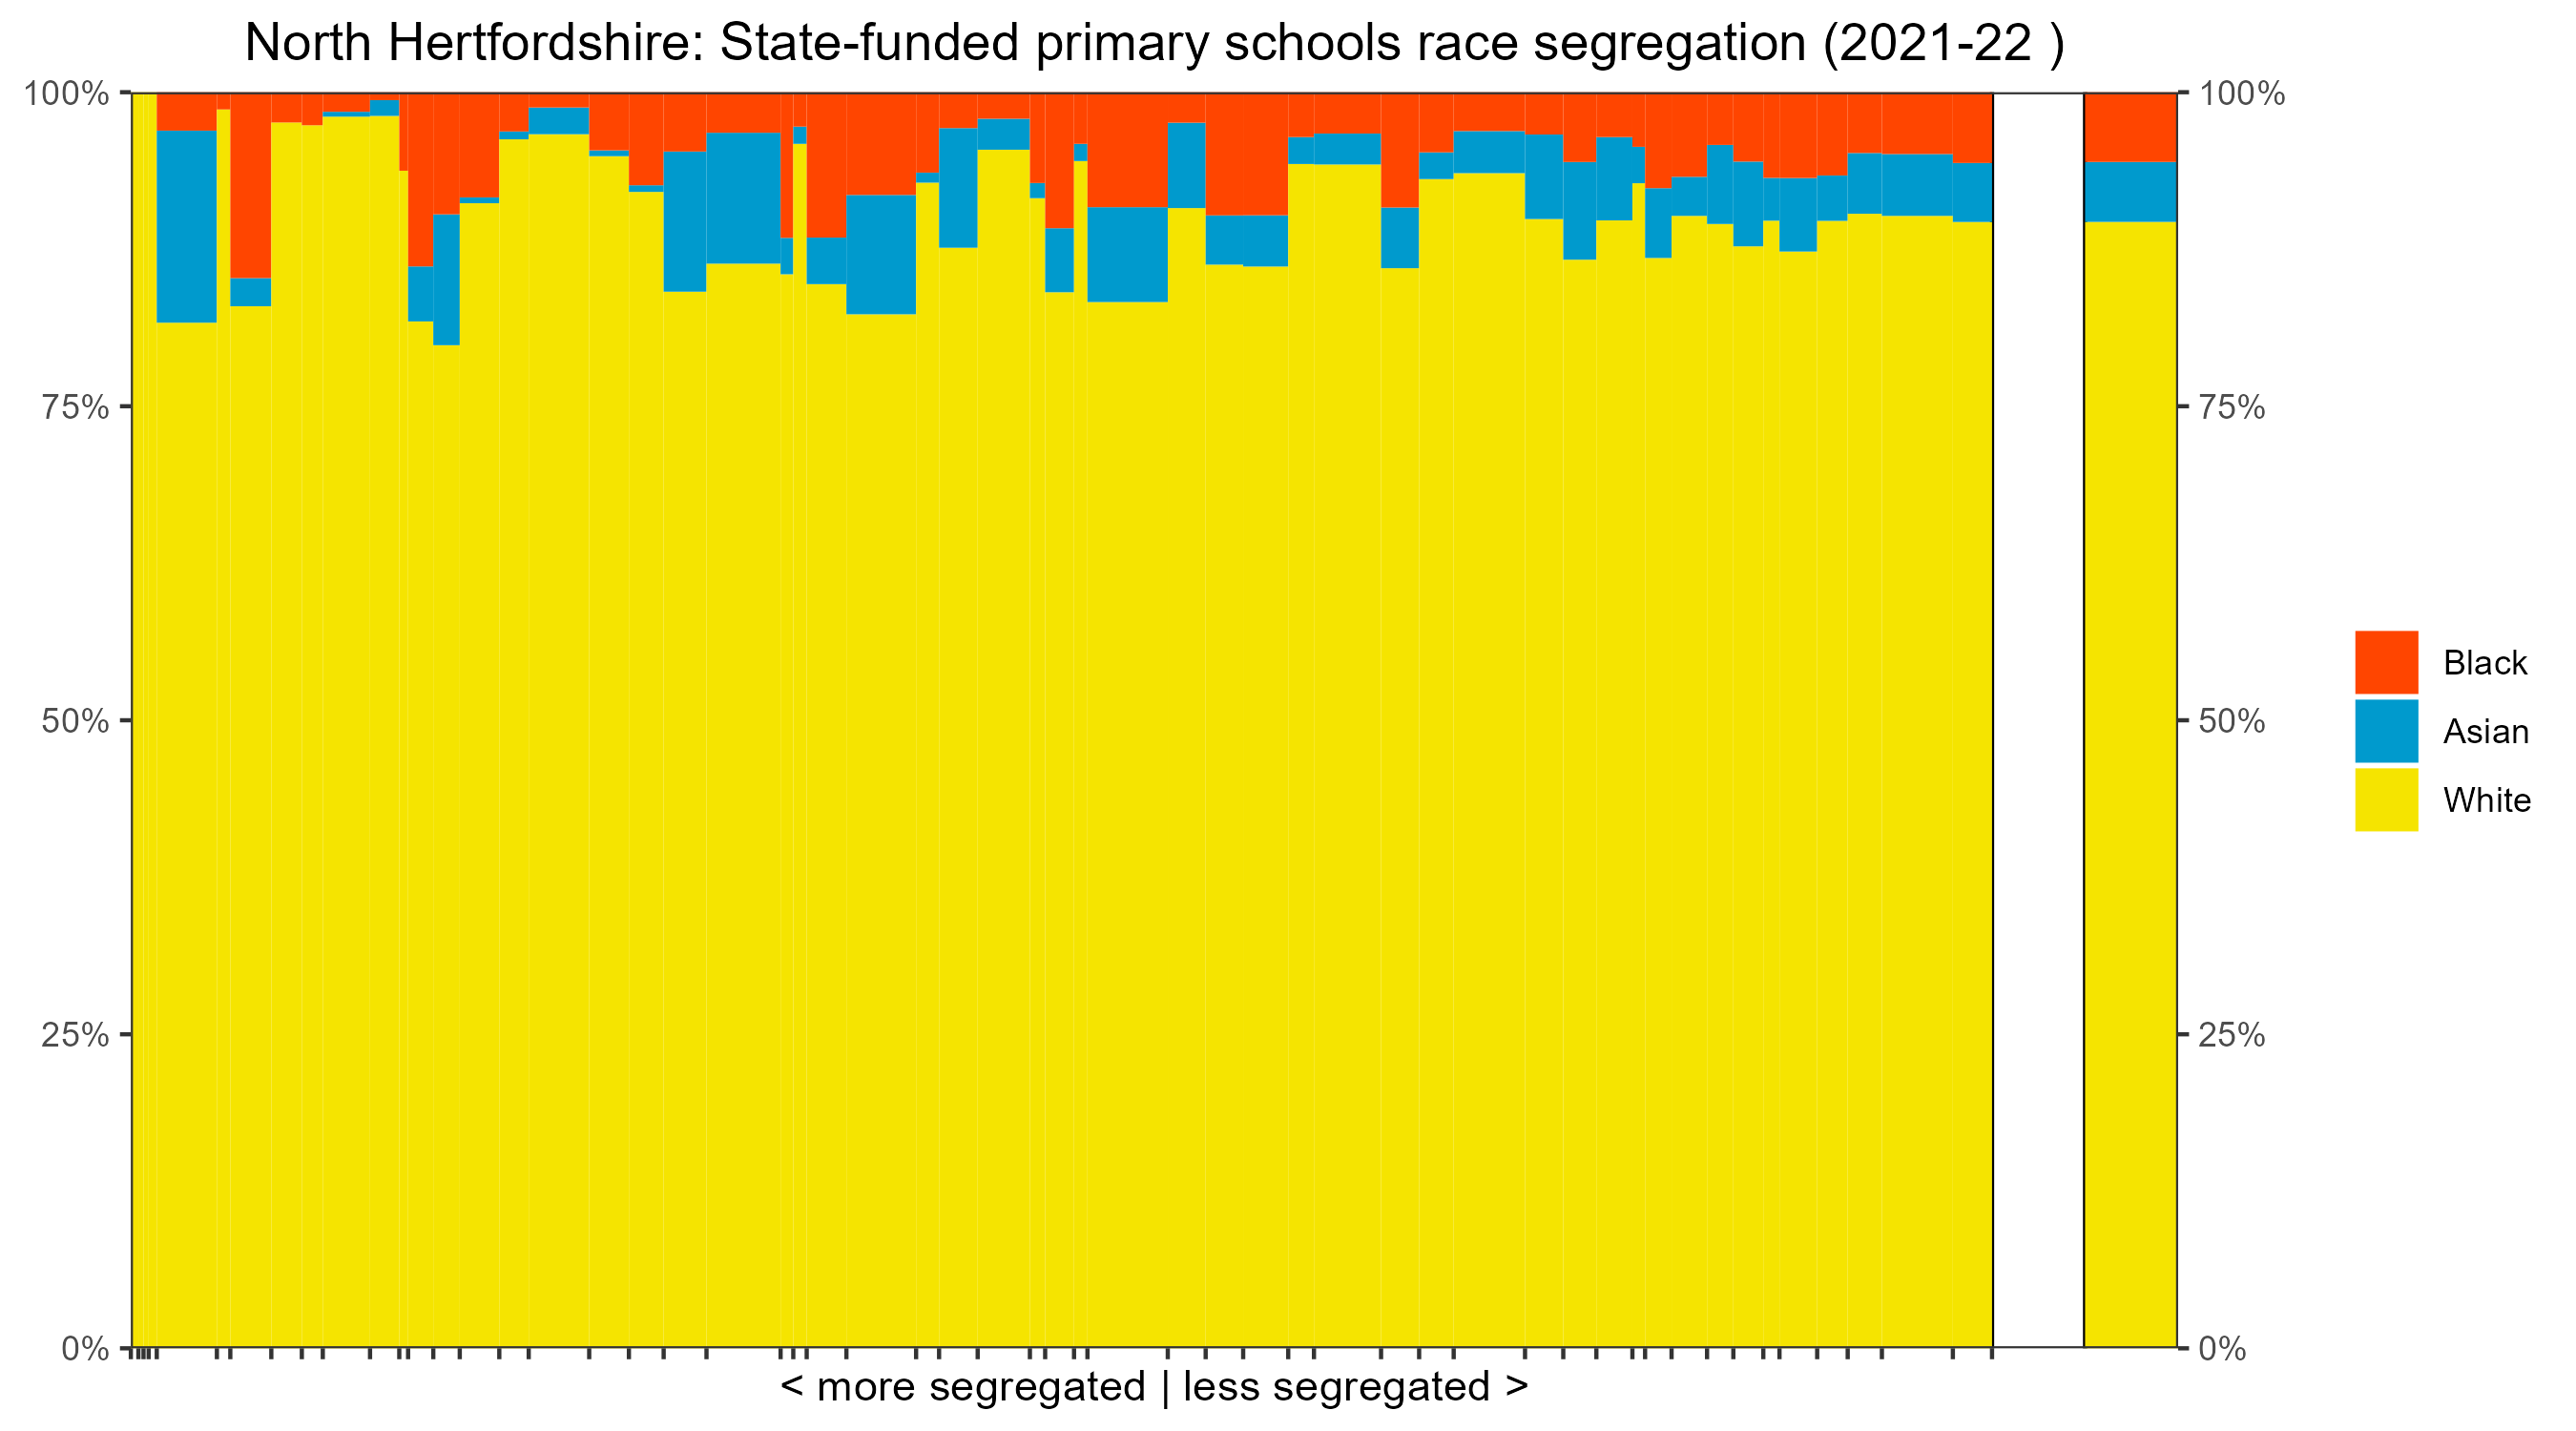 North Hertfordshire: State-funded primary schools race segregation (2021-22 )
100%
75%
50%
25%
0%
100%
75%
50%
25%
0%
Black
Asian
White
< more segregated | less segregated >